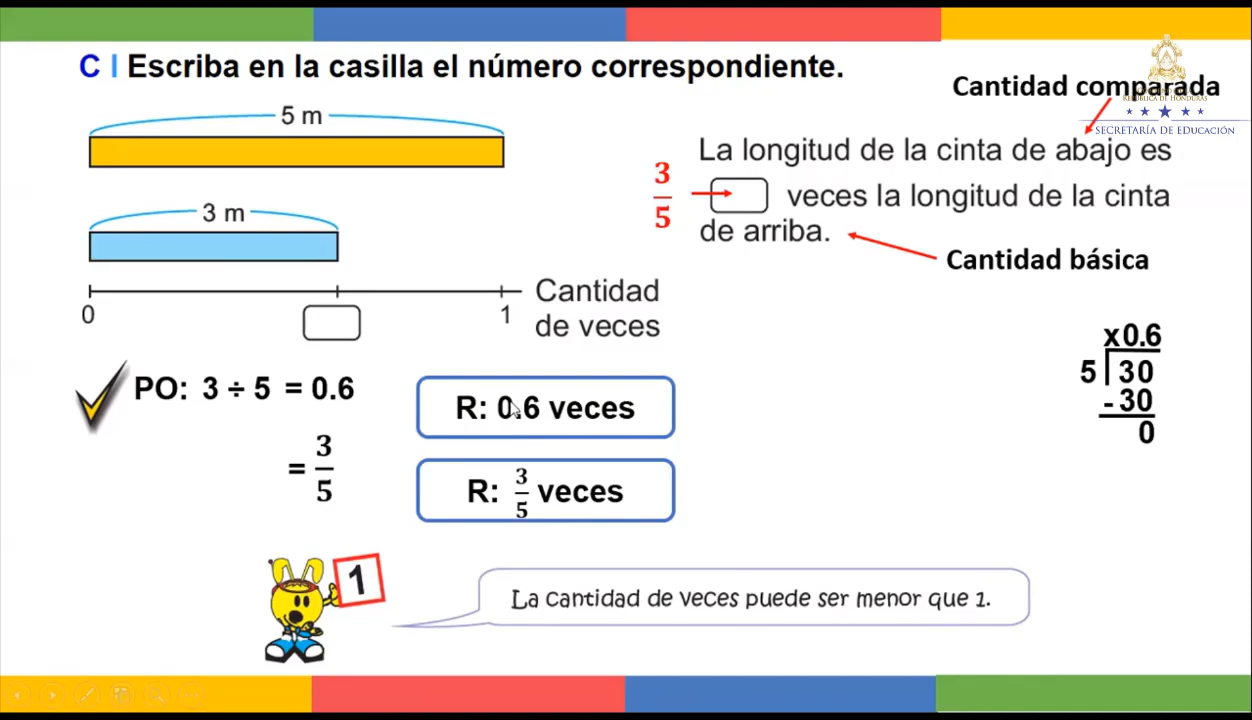 C I Escriba en la casilla el número correspondiente.
Cantidad comparada
REPÚBLICA DE HONDURAS
SECRETARÍA DE EDUCACIÓN
5 m
3 m
0
1
Cantidad
de veces
La longitud de la cinta de abajo es
3/5
veces la longitud de la cinta
de arriba.
Cantidad básica
PO: 3 ÷ 5 = 0.6
= 3/5
R: 0.6 veces
R: 3/5 veces
x0.6
5 30
- 30
0
1
La cantidad de veces puede ser menor que 1.